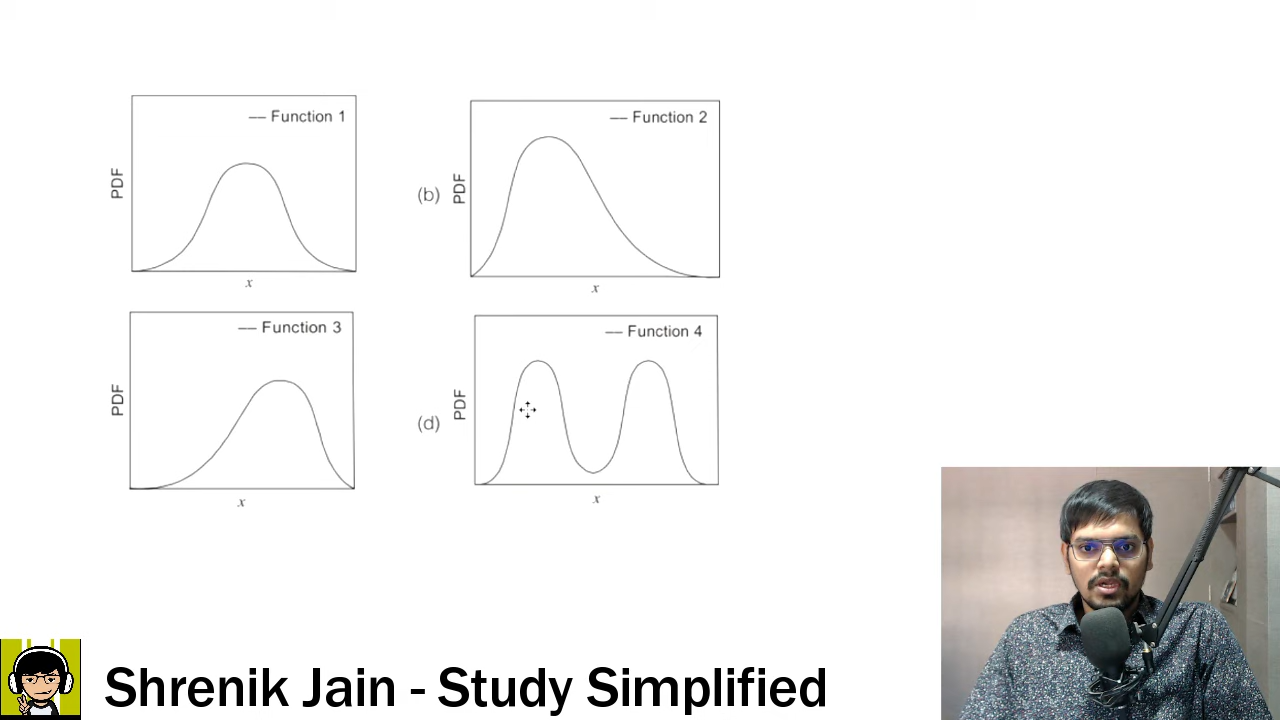 — Function 1
PDF
x
— Function 2
(b)
PDF
x
— Function 3
PDF
x
— Function 4
(d)
PDF
x
Shrenik Jain - Study Simplified